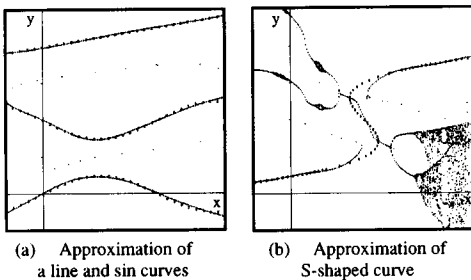 y
x
y
x
(a) Approximation of
a line and sin curves
(b) Approximation of
S-shaped curve